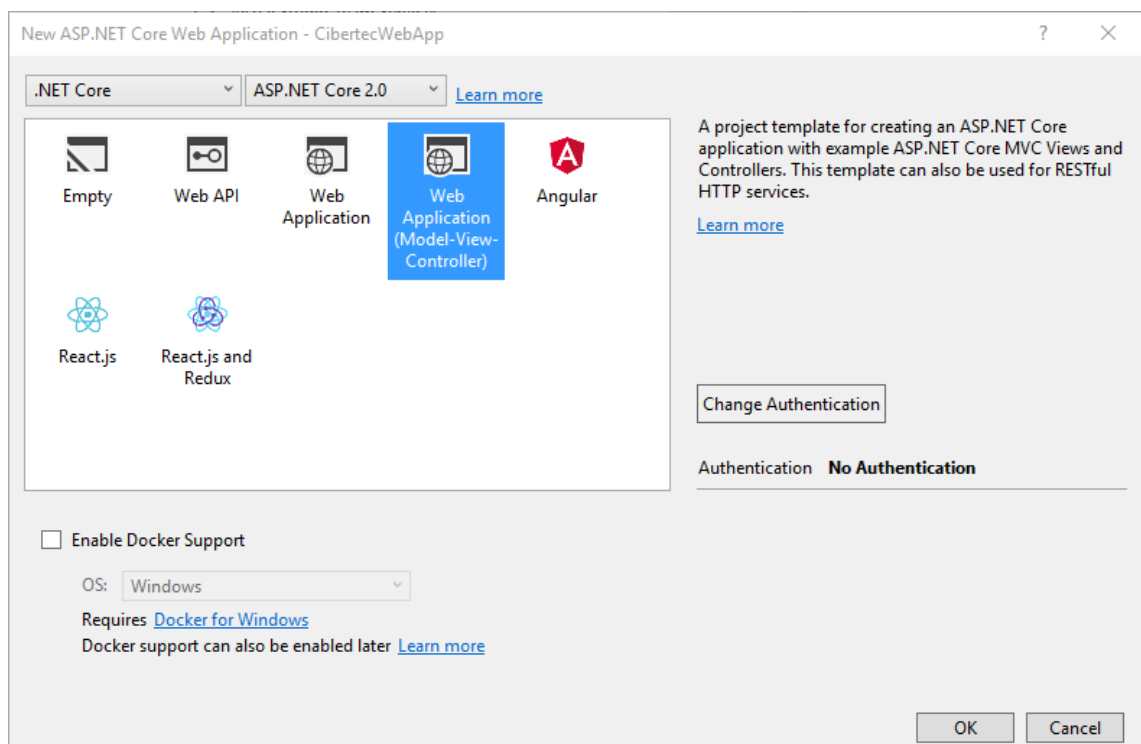 New ASP.NET Core Web Application - CibertecWebApp
?
.NET Core
ASP.NET Core 2.0
Learn more
Empty
Web API
Web
Application
Web
Application
(Model-View-
Controller)
Angular
React.js
React.js and
Redux
A project template for creating an ASP.NET Core
application with example ASP.NET Core MVC Views and
Controllers. This template can also be used for RESTful
HTTP services.
Learn more
Change Authentication
Authentication No Authentication
Enable Docker Support
OS: Windows
Requires Docker for Windows
Docker support can also be enabled later Learn more
OK
Cancel